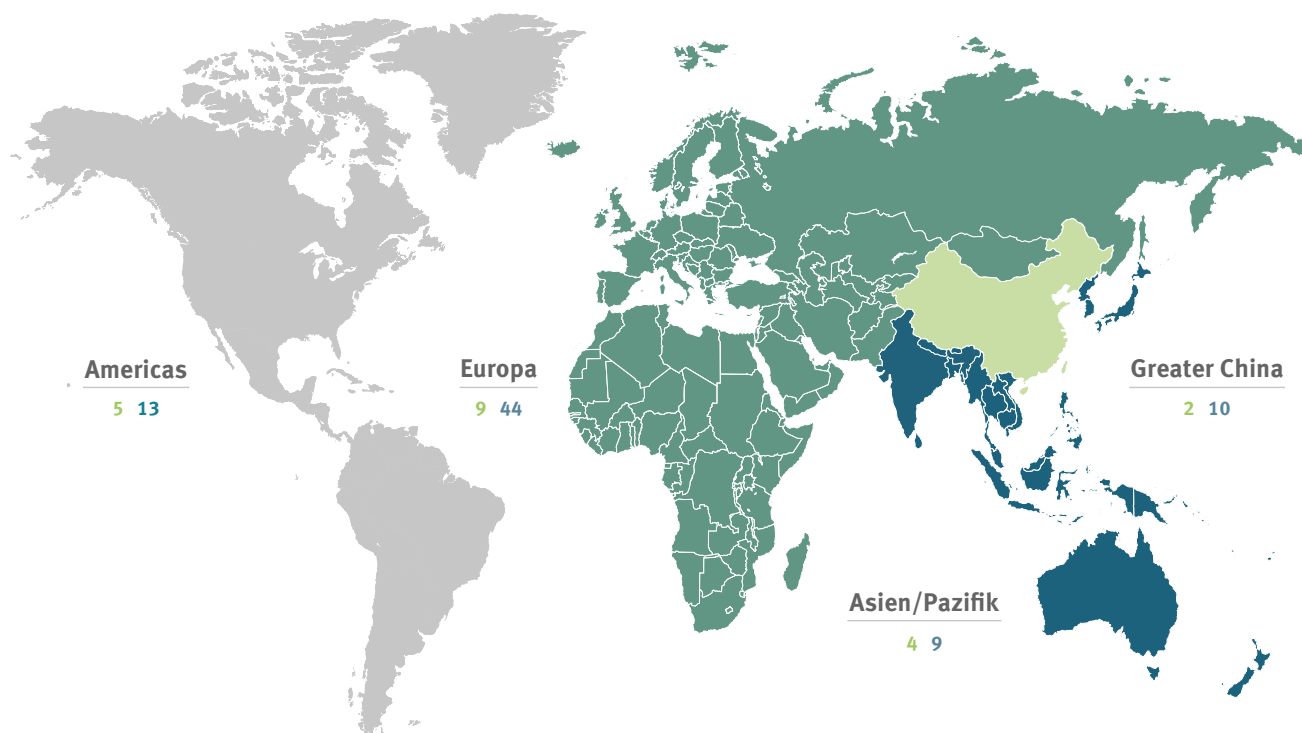 Americas
5 13
Europa
9 44
Greater China
2 10
Asien/Pazifik
4 9